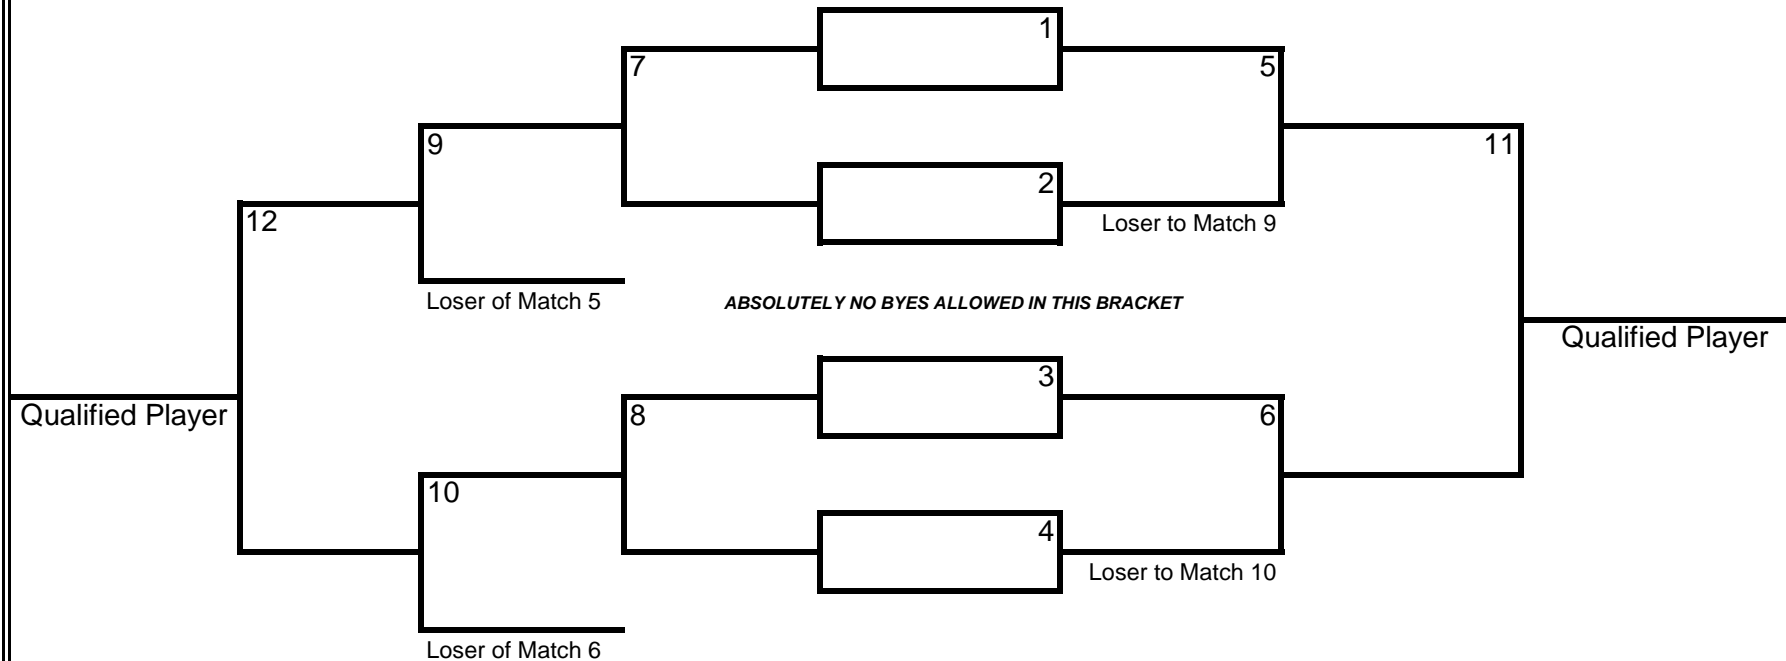 1
7
5
9
11
2
12
Loser to Match 9
Loser of Match 5
ABSOLUTELY NO BYES ALLOWED IN THIS BRACKET
Qualified Player
3
Qualified Player
8
6
10
4
Loser to Match 10
Loser of Match 6